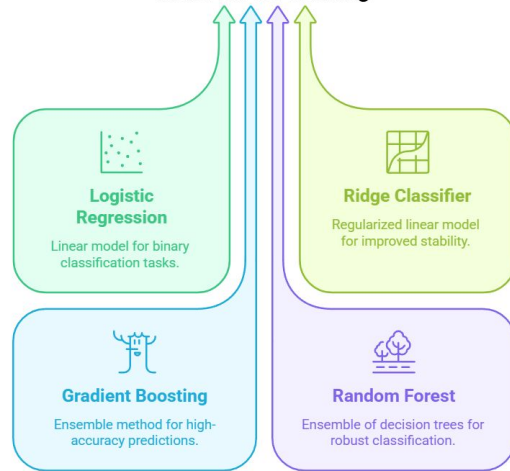 Logistic
Regression
Linear model for binary
classification tasks.
Ridge Classifier
Regularized linear model
for improved stability.
Gradient Boosting
Ensemble method for high-
accuracy predictions.
Random Forest
Ensemble of decision trees for
robust classification.